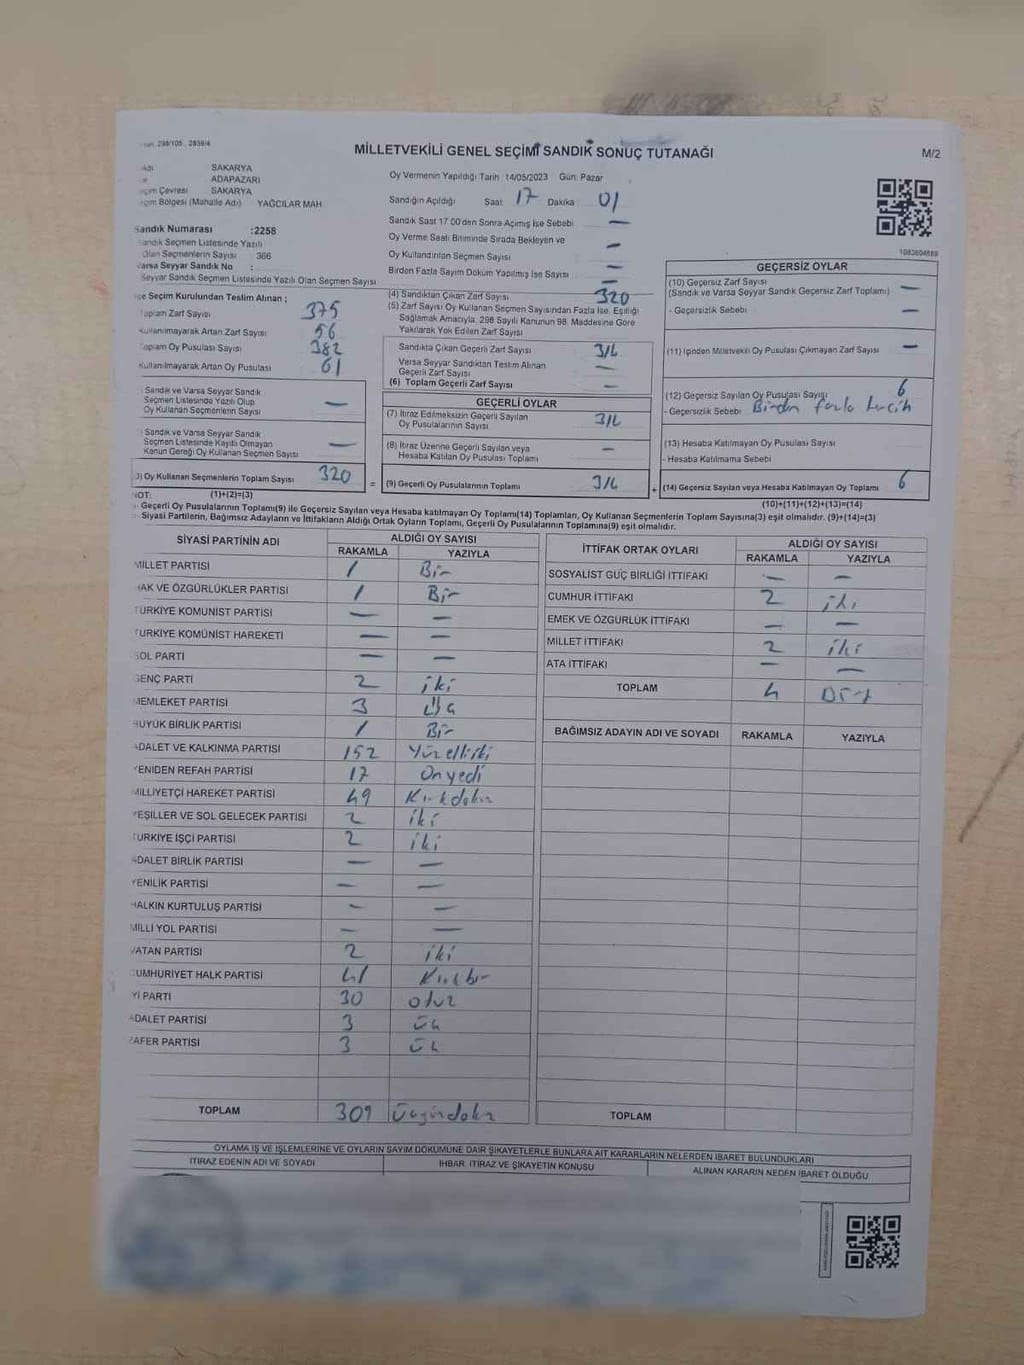 298/105 , 2839/4
MİLLETVEKİLİ GENEL SEÇİMİ SANDIK SONUÇ TUTANAĞI
M/2
SAKARYA
ADAPAZARI
SAKARYA
Bölgesi (Mahalle Adı) YAĞCILAR MAH
Sandık Numarası :2258
Sandık Seçmen Listesinde Yazılı
Olan Seçmenlerin Sayısı : 366
Varsa Seyyar Sandık No :
Seyyar Sandık Seçmen Listesinde Yazılı Olan Seçmen Sayısı
Oy Vermenin Yapıldığı Tarih : 14/05/2023 Gün: Pazar
Sandığın Açıldığı Saat 17 Dakika 01
Sandık Saat 17.00'den Sonra Açılmış İse Sebebi —
Oy Verme Saati Bitiminde Sırada Bekleyen ve
Oy Kullandırılan Seçmen Sayısı —
Birden Fazla Sayım Döküm Yapılmış İse Sayısı —
1083604889
Seçim Kurulundan Teslim Alınan ;
Toplam Zarf Sayısı 375
Kullanılmayarak Artan Zarf Sayısı 56
Toplam Oy Pusulası Sayısı 382
Kullanılmayarak Artan Oy Pusulası 61
Sandık ve Varsa Seyyar Sandık
Seçmen Listesinde Yazılı Olup
Oy Kullanan Seçmenlerin Sayısı —
Sandık ve Varsa Seyyar Sandık
Seçmen Listesinde Kayıtlı Olmayan
Kanun Gereği Oy Kullanan Seçmen Sayısı —
3) Oy Kullanan Seçmenlerin Toplam Sayısı 320 =
(4) Sandıktan Çıkan Zarf Sayısı 320
(5) Zarf Sayısı Oy Kullanan Seçmen Sayısından Fazla İse, Eşitliği
Sağlamak Amacıyla, 298 Sayılı Kanunun 98. Maddesine Göre
Yakılarak Yok Edilen Zarf Sayısı
Sandıkta Çıkan Geçerli Zarf Sayısı 314
Varsa Seyyar Sandıktan Teslim Alınan
Geçerli Zarf Sayısı —
(6) Toplam Geçerli Zarf Sayısı —
GEÇERLİ OYLAR
(7) İtiraz Edilmeksizin Geçerli Sayılan
Oy Pusulalarının Sayısı 314
(8) İtiraz Üzerine Geçerli Sayılan veya
Hesaba Katılan Oy Pusulası Toplamı —
(9) Geçerli Oy Pusulalarının Toplamı 314 +
GEÇERSİZ OYLAR
(10) Geçersiz Zarf Sayısı
(Sandık ve Varsa Seyyar Sandık Geçersiz Zarf Toplamı) —
- Geçersizlik Sebebi : —
(11) İçinden Milletvekili Oy Pusulası Çıkmayan Zarf Sayısı —
(12) Geçersiz Sayılan Oy Pusulası Sayısı 6
- Geçersizlik Sebebi Birden fazla tercih
(13) Hesaba Katılmayan Oy Pusulası Sayısı
- Hesaba Katılmama Sebebi
(14) Geçersiz Sayılan veya Hesaba Katılmayan Oy Toplamı 6
NOT: (1)+(2)=(3) (10)+(11)+(12)+(13)=(14)
Geçerli Oy Pusulalarının Toplamı(9) ile Geçersiz Sayılan veya Hesaba katılmayan Oy Toplamı(14) Toplamları, Oy Kullanan Seçmenlerin Toplam Sayısına(3) eşit olmalıdır. (9)+(14)=(3)
Siyasi Partilerin, Bağımsız Adayların ve İttifakların Aldığı Ortak Oyların Toplamı, Geçerli Oy Pusulalarının Toplamına(9) eşit olmalıdır.
SİYASİ PARTİNİN ADI ALDIĞI OY SAYISI
RAKAMLA YAZIYLA
MİLLET PARTİSİ 1 Bir
HAK VE ÖZGÜRLÜKLER PARTİSİ 1 Bir
TÜRKİYE KOMÜNİST PARTİSİ — —
TÜRKİYE KOMÜNİST HAREKETİ — —
SOL PARTİ — —
GENÇ PARTİ 2 iki
MEMLEKET PARTİSİ 3 Üç
BÜYÜK BİRLİK PARTİSİ 1 Bir
ADALET VE KALKINMA PARTİSİ 152 Yüzelliiki
YENİDEN REFAH PARTİSİ 17 Onyedi
MİLLİYETÇİ HAREKET PARTİSİ 49 Kırkdokuz
YEŞİLLER VE SOL GELECEK PARTİSİ 2 iki
TÜRKİYE İŞÇİ PARTİSİ 2 iki
ADALET BİRLİK PARTİSİ — —
YENİLİK PARTİSİ — —
HALKIN KURTULUŞ PARTİSİ — —
MİLLİ YOL PARTİSİ — —
VATAN PARTİSİ 2 iki
CUMHURİYET HALK PARTİSİ 41 Kırkbir
İYİ PARTİ 30 otuz
ADALET PARTİSİ 3 üç
ZAFER PARTİSİ 3 üç
TOPLAM 309 Üçyüzdokuz
İTTİFAK ORTAK OYLARI ALDIĞI OY SAYISI
RAKAMLA YAZIYLA
SOSYALİST GÜÇ BİRLİĞİ İTTİFAKI — —
CUMHUR İTTİFAKI 2 iki
EMEK VE ÖZGÜRLÜK İTTİFAKI — —
MİLLET İTTİFAKI 2 iki
ATA İTTİFAKI — —
TOPLAM 4 Dört
BAĞIMSIZ ADAYIN ADI VE SOYADI RAKAMLA YAZIYLA
TOPLAM
OYLAMA İŞ VE İŞLEMLERİNE VE OYLARIN SAYIM DÖKÜMÜNE DAİR ŞİKAYETLERLE BUNLARA AİT KARARLARIN NELERDEN İBARET BULUNDUKLARI
İTİRAZ EDENİN ADI VE SOYADI İHBAR, İTİRAZ VE ŞİKAYETİN KONUSU ALINAN KARARIN NEDEN İBARET OLDUĞU